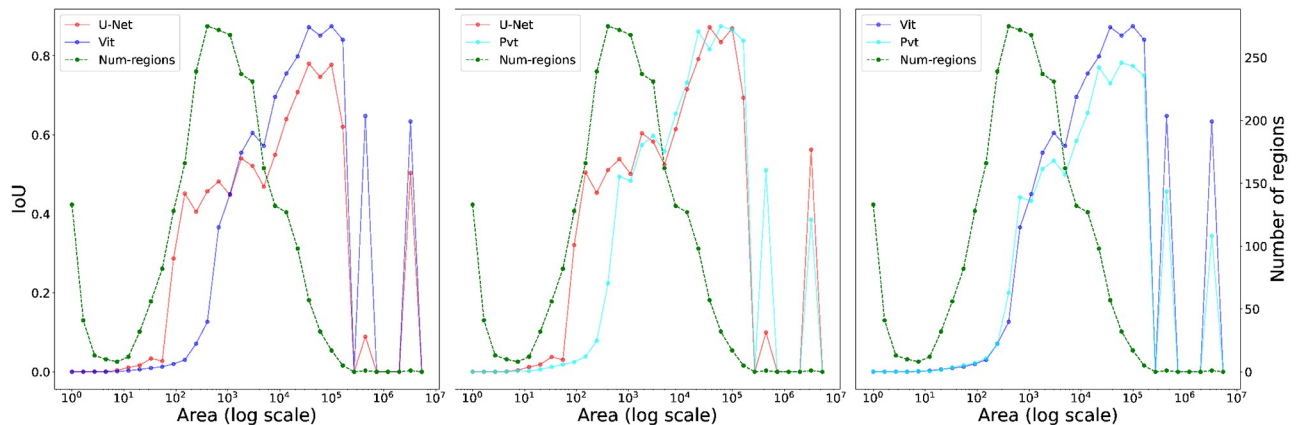 U-Net
Vit
Num-regions
0.8
0.6
0.4
0.2
0.0
IoU
10⁰ 10¹ 10² 10³ 10⁴ 10⁵ 10⁶ 10⁷
Area (log scale)
U-Net
Pvt
Num-regions
10⁰ 10¹ 10² 10³ 10⁴ 10⁵ 10⁶ 10⁷
Area (log scale)
Vit
Pvt
Num-regions
10⁰ 10¹ 10² 10³ 10⁴ 10⁵ 10⁶ 10⁷
Area (log scale)
250
200
150
100
50
0
Number of regions